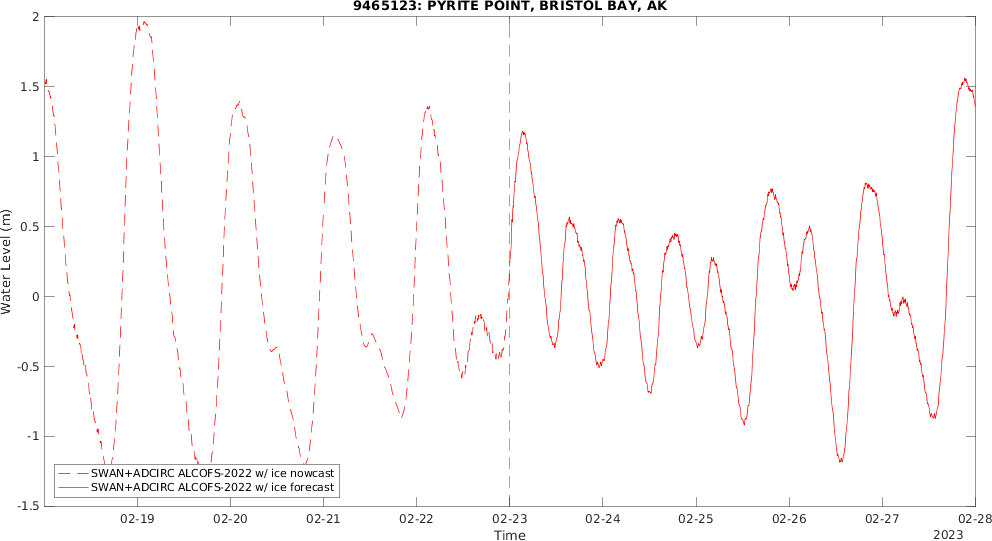 9465123: PYRITE POINT, BRISTOL BAY, AK
Water Level (m)
2
1.5
1
0.5
0
-0.5
-1
-1.5
SWAN+ADCIRC ALCOFS-2022 w/ ice nowcast
SWAN+ADCIRC ALCOFS-2022 w/ ice forecast
02-19 02-20 02-21 02-22 02-23 02-24 02-25 02-26 02-27 02-28
Time
2023